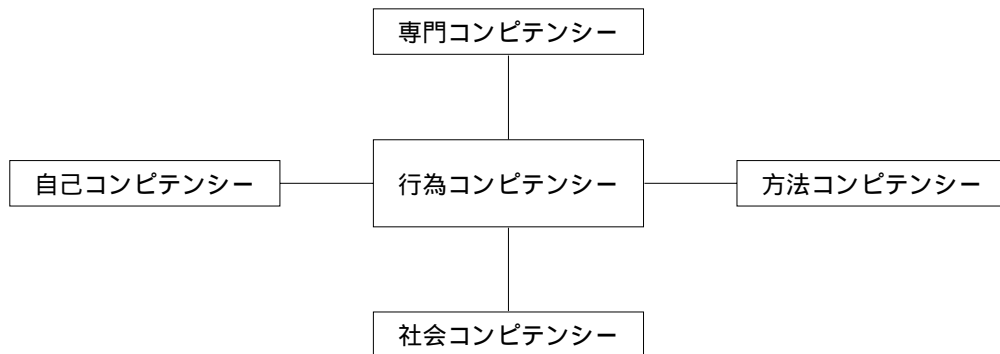 専門コンピテンシー
自己コンピテンシー
行為コンピテンシー
方法コンピテンシー
社会コンピテンシー